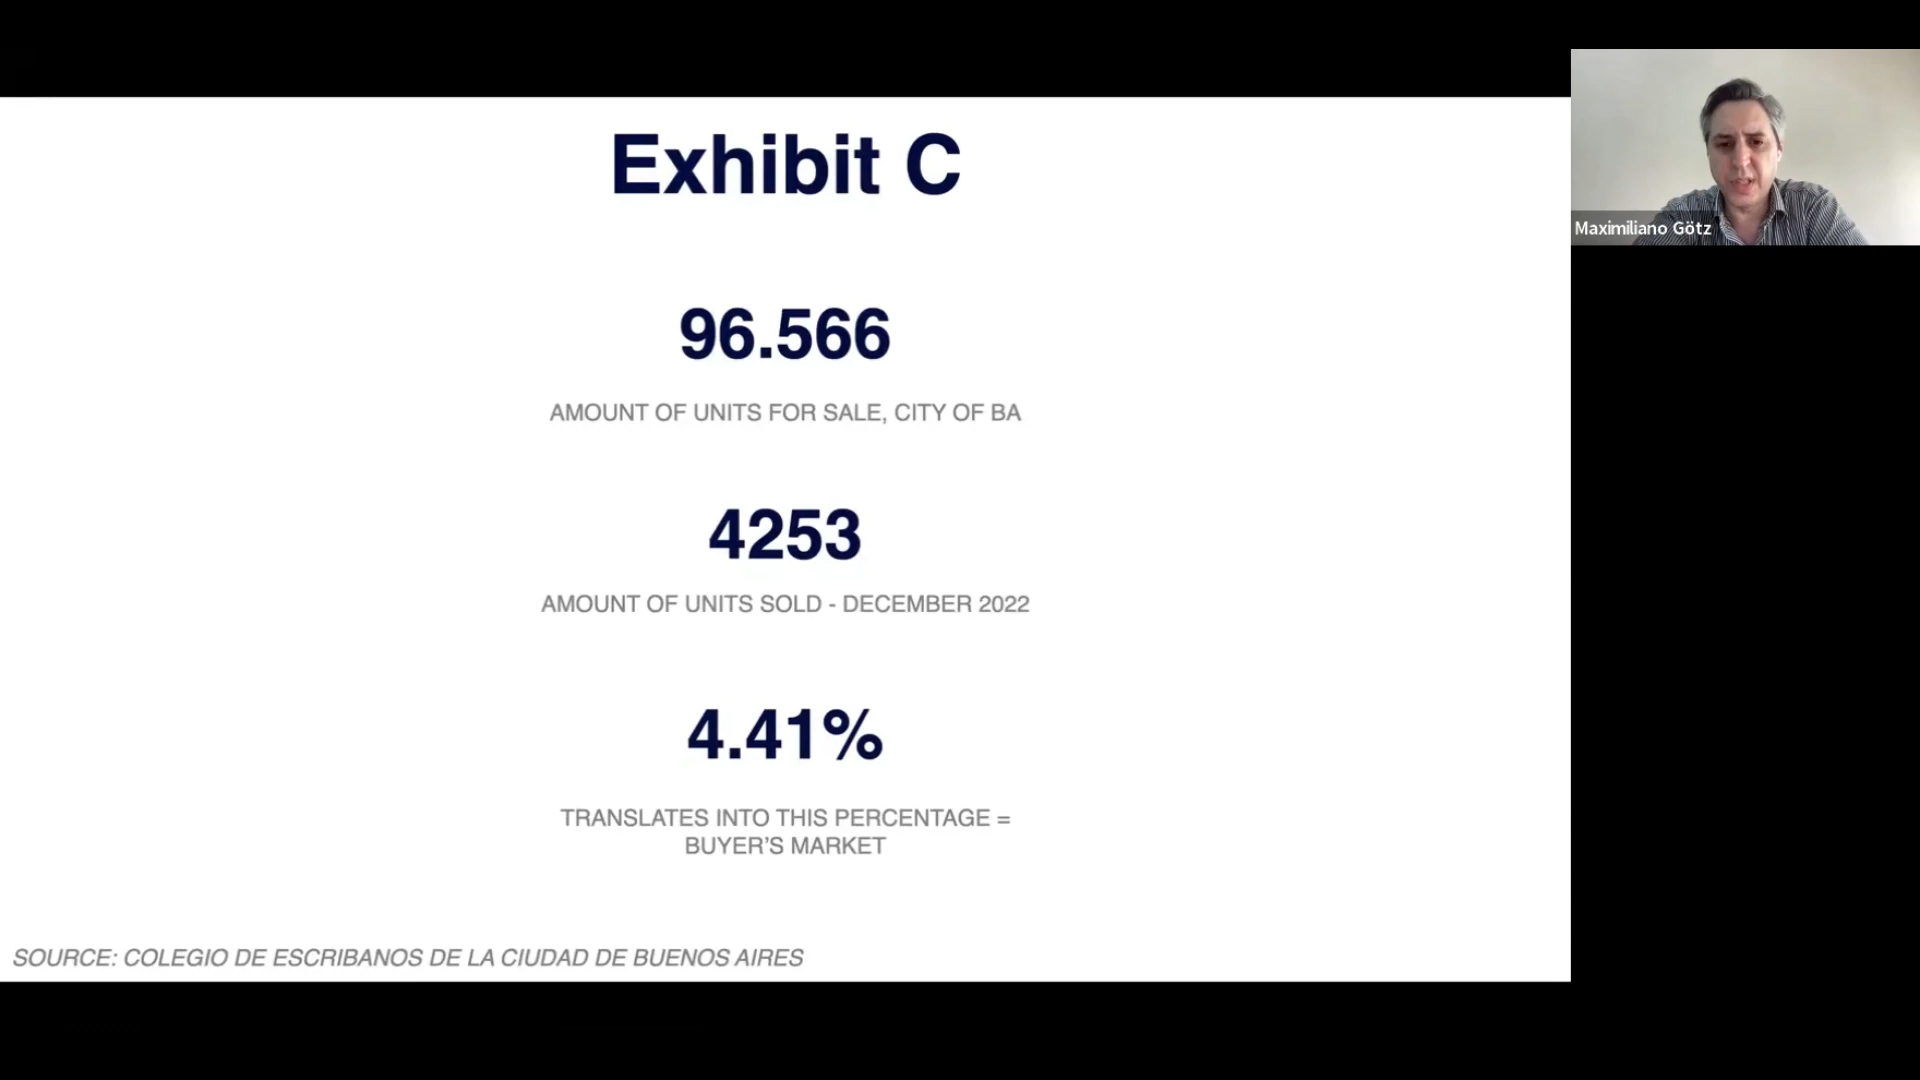 Exhibit C
96.566
AMOUNT OF UNITS FOR SALE, CITY OF BA
4253
AMOUNT OF UNITS SOLD - DECEMBER 2022
4.41%
TRANSLATES INTO THIS PERCENTAGE =
BUYER'S MARKET
SOURCE: COLEGIO DE ESCRIBANOS DE LA CIUDAD DE BUENOS AIRES
Maximiliano Götz